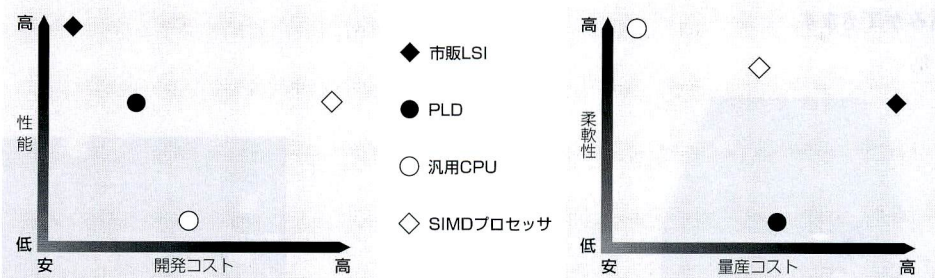 高
性能
低
安
開発コスト
高
市販LSI
PLD
汎用CPU
SIMDプロセッサ
高
柔軟性
低
安
量産コスト
高